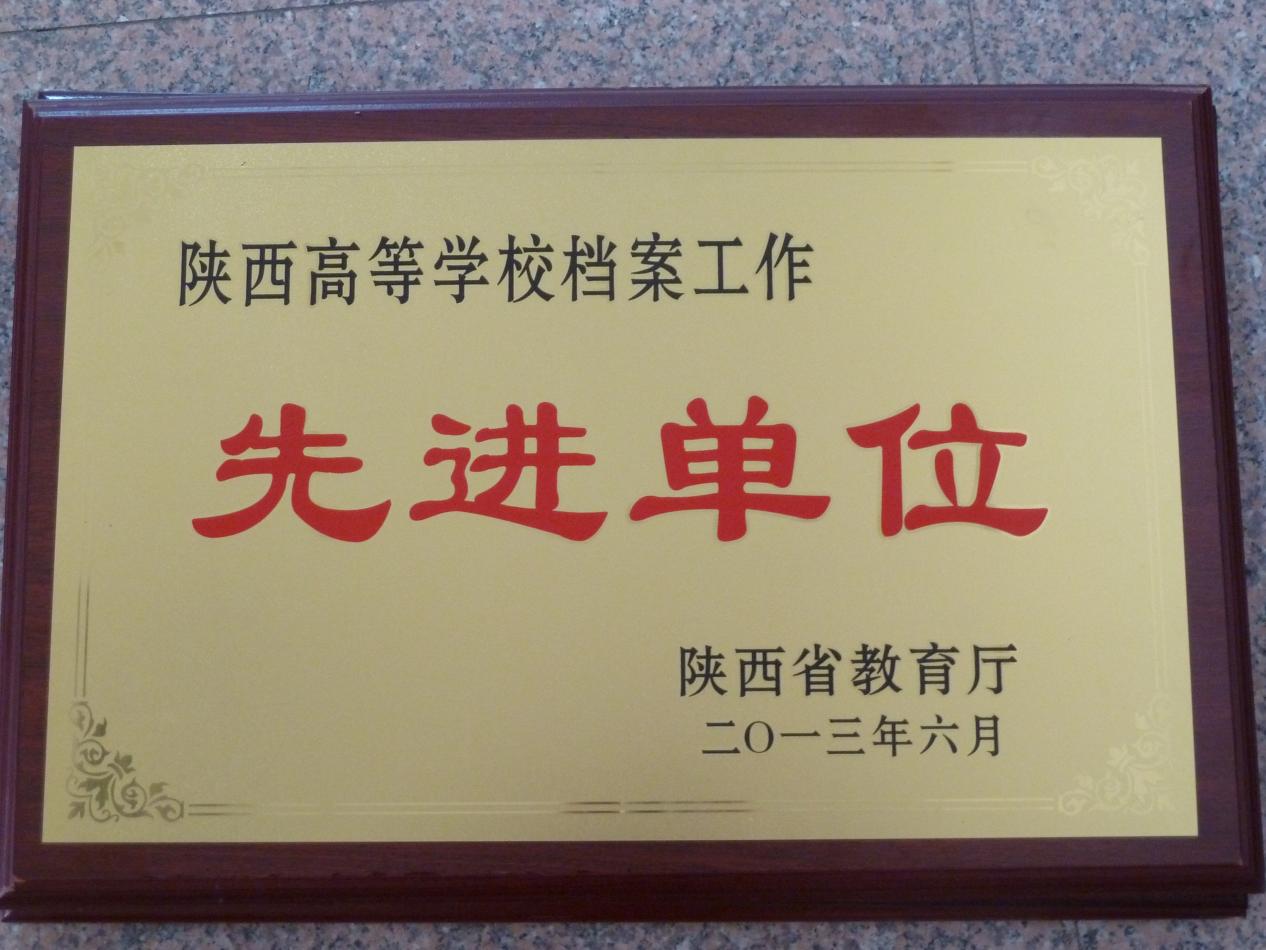 陕西高等学校档案工作
先进单位
陕西省教育厅
二〇一三年六月